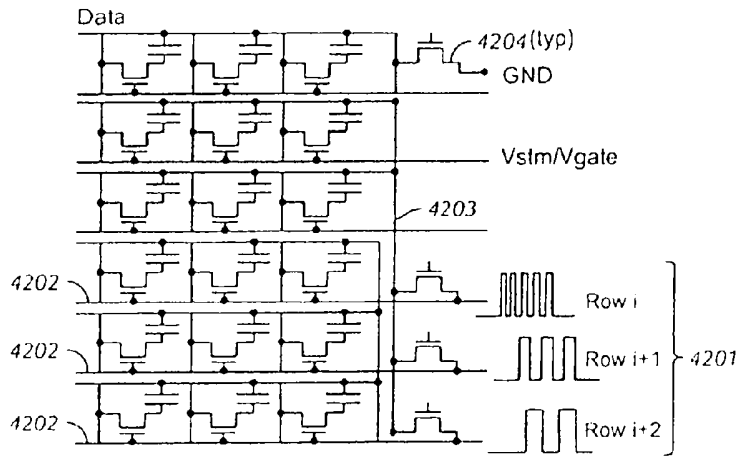 Data
4204(typ)
GND
Vstm/Vgate
4203
4202
Row i
4202
Row i+1
4201
4202
Row i+2